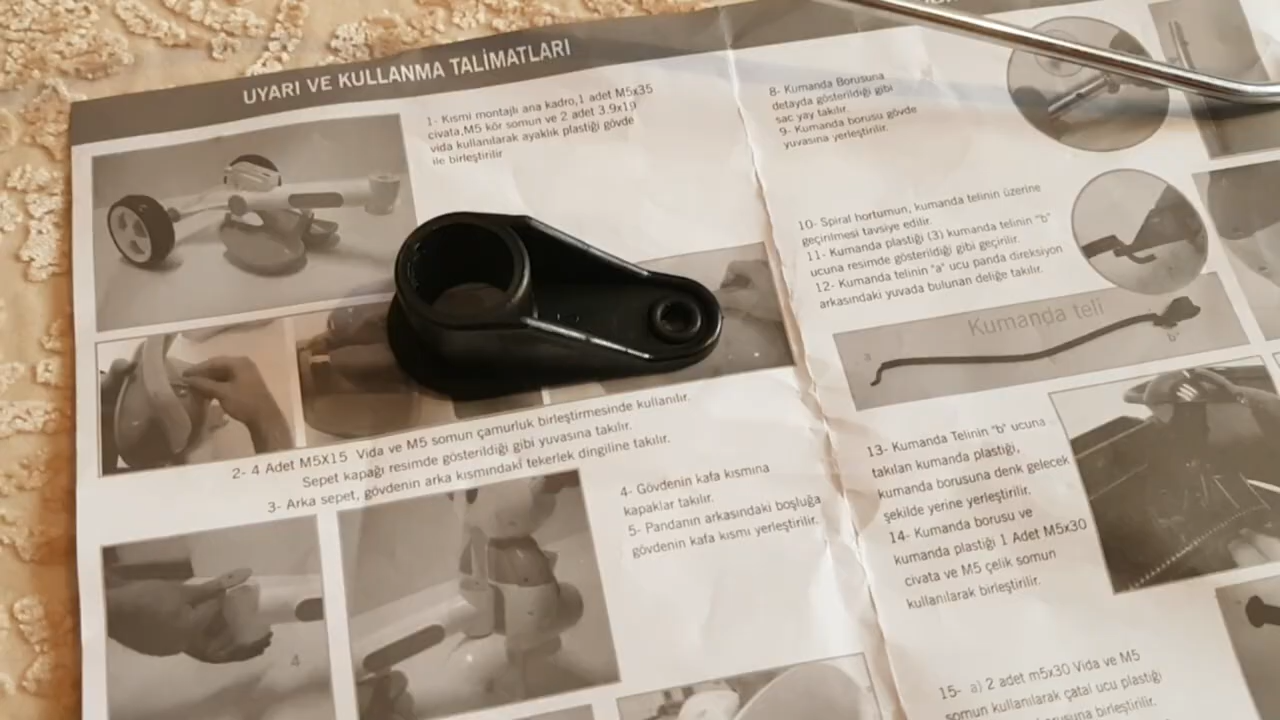 UYARI VE KULLANMA TALİMATLARI
1- Kısmi montajlı ana kadro,1 adet M5x35
civata,M5 kör somun ve 2 adet 3.9x19
vida kullanılarak ayaklık plastiği gövde
ile birleştirilir
2- 4 Adet M5X15 Vida ve M5 somun çamurluk birleştirmesinde kullanılır.
Sepet kapağı resimde gösterildiği gibi yuvasına takılır.
3- Arka sepet, gövdenin arka kısmındaki tekerlek dingiline takılır.
4- Gövdenin kafa kısmına
kapaklar takılır.
5- Pandanın arkasındaki boşluğa
gövdenin kafa kısmı yerleştirilir.
4
8- Kumanda Borusuna
detayda gösterildiği gibi
sac yay takılır.
9- Kumanda borusu gövde
yuvasına yerleştirilir.
10- Spiral hortumun, kumanda telinin üzerine
geçirilmesi tavsiye edilir.
11- Kumanda plastiği (3) kumanda telinin "b"
ucuna resimde gösterildiği gibi geçirilir.
12- Kumanda telinin "a" ucu panda direksiyon
arkasındaki yuvada bulunan deliğe takılır.
Kumanda teli
a
b
13- Kumanda Telinin "b" ucuna
takılan kumanda plastiği,
kumanda borusuna denk gelecek
şekilde yerine yerleştirilir.
14- Kumanda borusu ve
kumanda plastiği 1 Adet M5x30
civata ve M5 çelik somun
kullanılarak birleştirilir.
15- a) 2 adet m5x30 Vida ve M5
somun kullanılarak çatal ucu plastiği
borusuna birleştirilir.